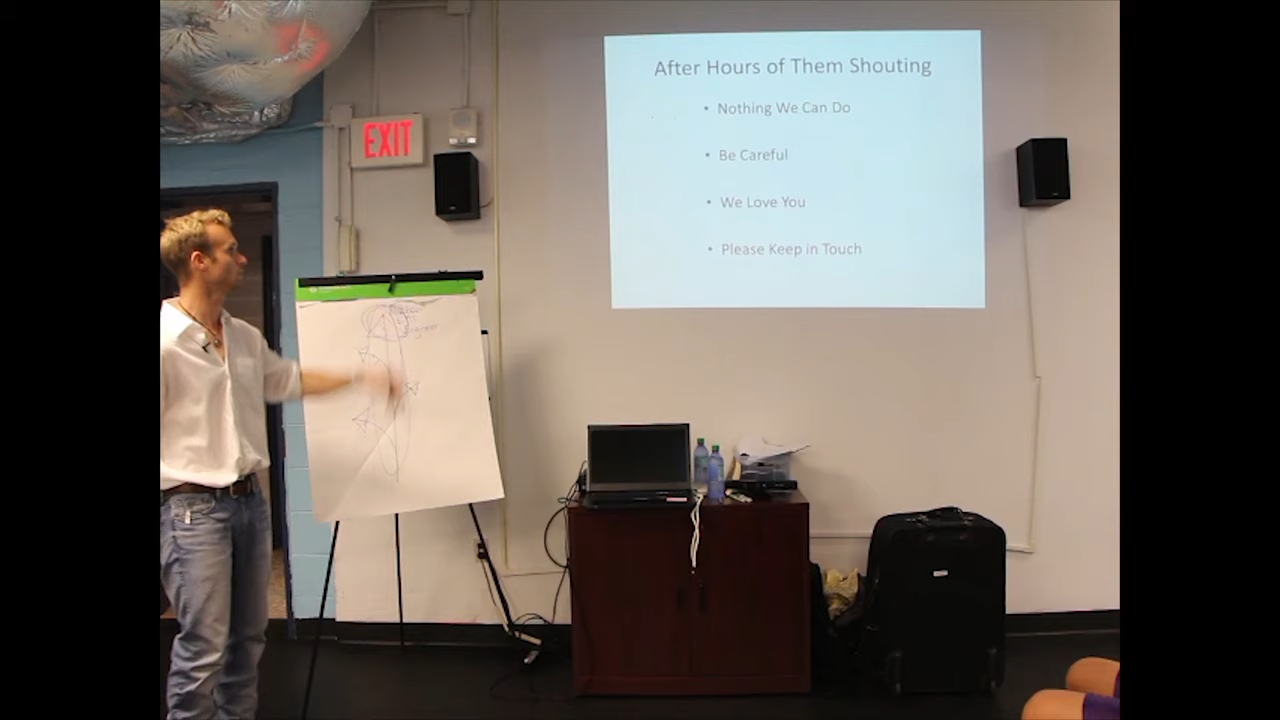 After Hours of Them Shouting
• Nothing We Can Do
• Be Careful
• We Love You
• Please Keep in Touch
EXIT